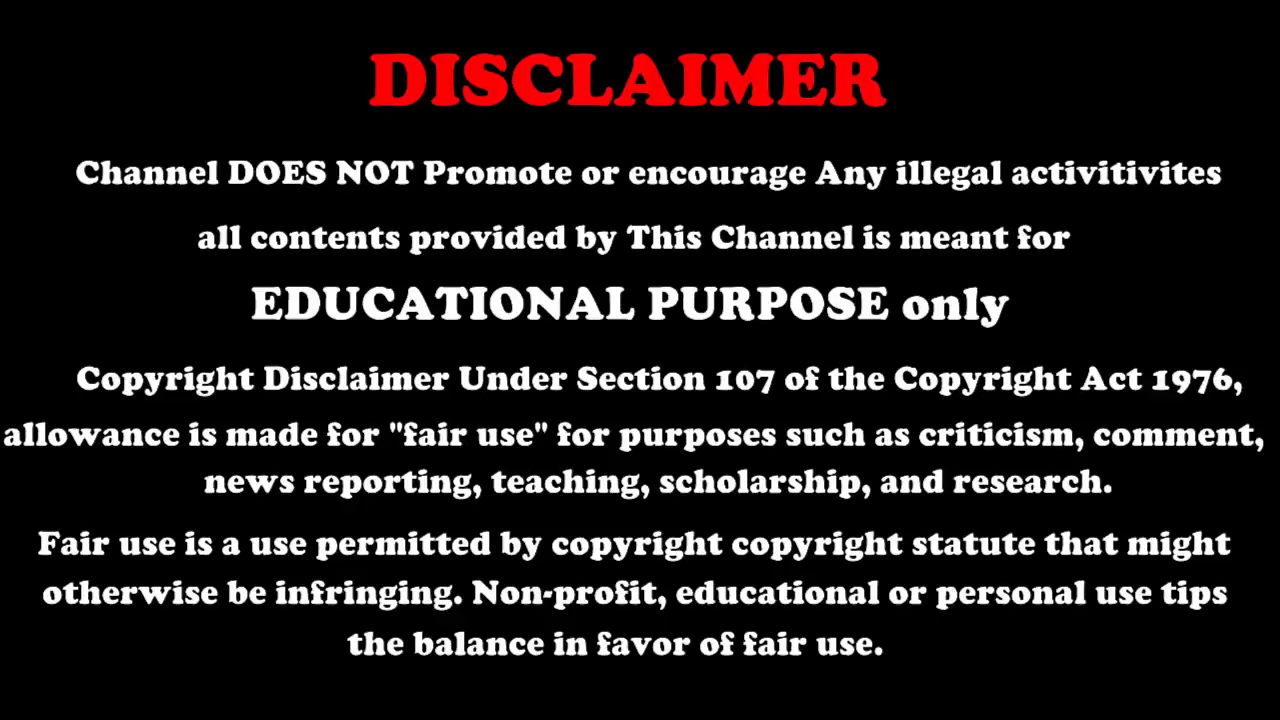 DISCLAIMER
Channel DOES NOT Promote or encourage Any illegal activitivites
all contents provided by This Channel is meant for
EDUCATIONAL PURPOSE only
Copyright Disclaimer Under Section 107 of the Copyright Act 1976,
allowance is made for "fair use" for purposes such as criticism, comment,
news reporting, teaching, scholarship, and research.
Fair use is a use permitted by copyright copyright statute that might
otherwise be infringing. Non-profit, educational or personal use tips
the balance in favor of fair use.